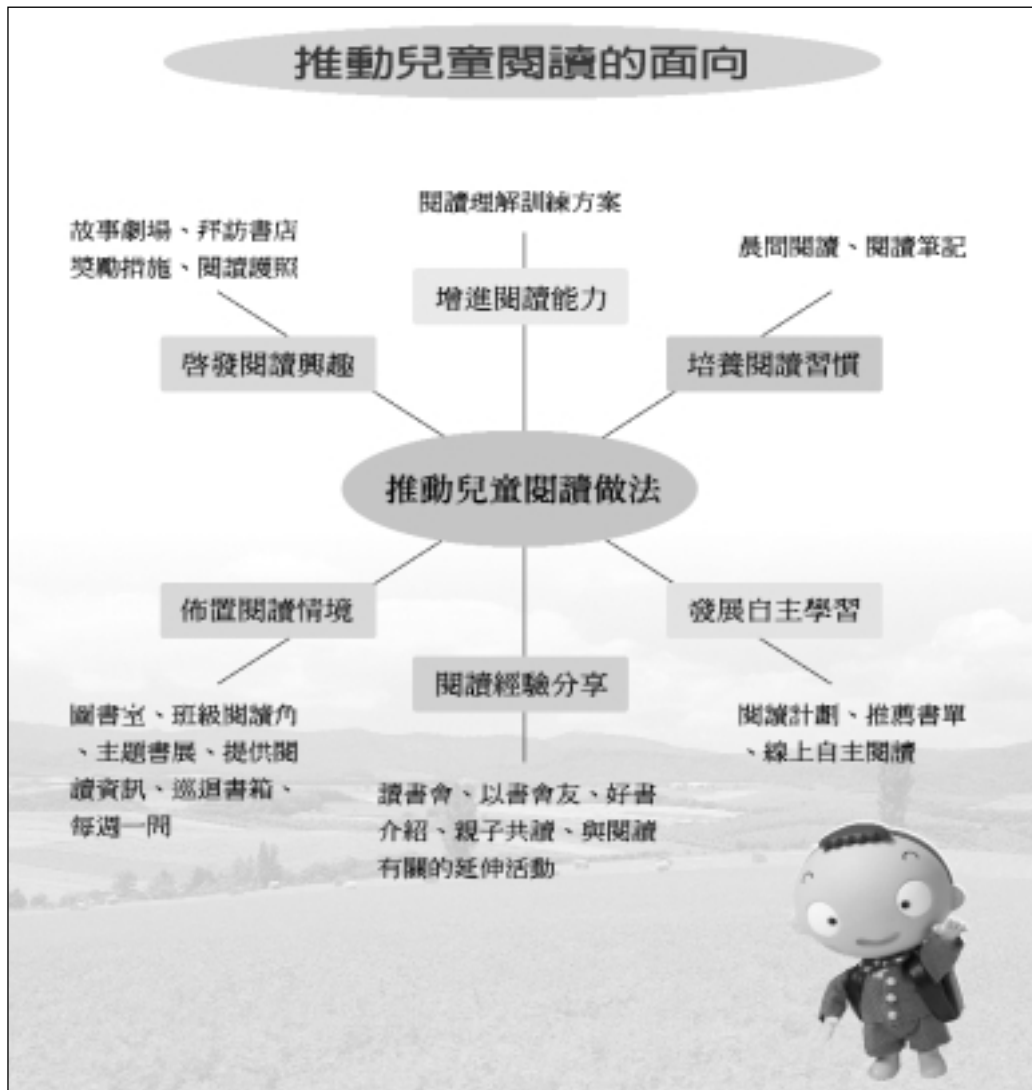 推動兒童閱讀的面向
閱讀理解訓練方案
故事劇場、拜訪書店
獎勵措施、閱讀護照
晨間閱讀、閱讀筆記
增進閱讀能力
啓發閱讀興趣
培養閱讀習慣
推動兒童閱讀做法
佈置閱讀情境
發展自主學習
閱讀經驗分享
圖書室、班級閱讀角
、主題書展、提供閱
讀資訊、巡迴書箱、
每週一問
閱讀計劃、推薦書單
、線上自主閱讀
讀書會、以書會友、好書
介紹、親子共讀、與閱讀
有關的延伸活動